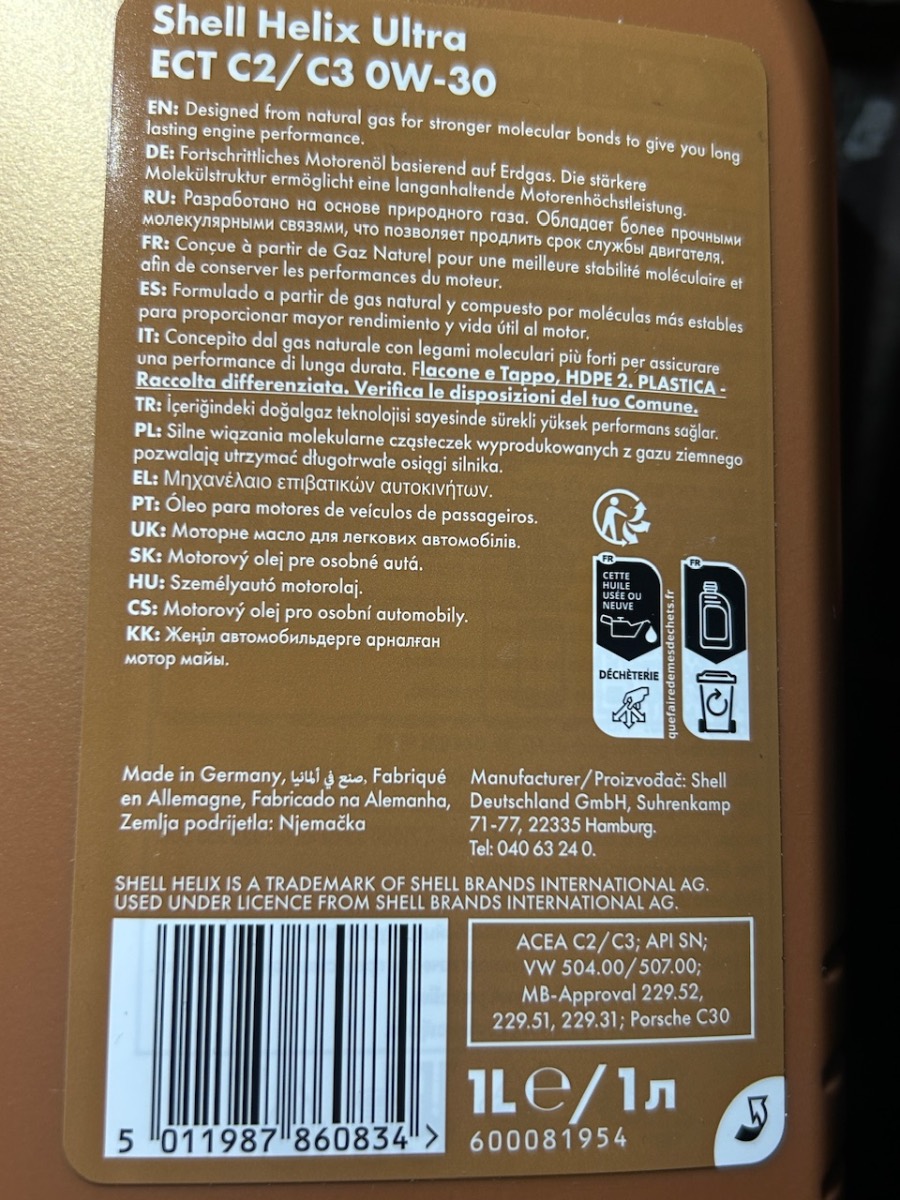 Shell Helix Ultra
ECT C2/C3 0W-30
EN: Designed from natural gas for stronger molecular bonds to give you long
lasting engine performance.
DE: Fortschrittliches Motorenöl basierend auf Erdgas. Die stärkere
Molekülstruktur ermöglicht eine langanhaltende Motorenhöchstleistung.
RU: Разработано на основе природного газа. Обладает более прочными
молекулярными связями, что позволяет продлить срок службы двигателя.
FR: Conçue à partir de Gaz Naturel pour une meilleure stabilité moléculaire et
afin de conserver les performances du moteur.
ES: Formulado a partir de gas natural y compuesto por moléculas más estables
para proporcionar mayor rendimiento y vida útil al motor.
IT: Concepito dal gas naturale con legami moleculari più forti per assicurare
una performance di lunga durata. Flacone e Tappo, HDPE 2. PLASTICA -
Raccolta differenziata. Verifica le disposizioni del tuo Comune.
TR: İçeriğindeki doğalgaz teknolojisi sayesinde sürekli yüksek performans sağlar.
PL: Silne wiązania molekularne cząsteczek wyprodukowanych z gazu ziemnego
pozwalają utrzymać długotrwałe osiągi silnika.
EL: Μηχανέλαιο επιβατικών αυτοκινήτων.
PT: Óleo para motores de veículos de passageiros.
UK: Моторне масло для легкових автомобілів.
SK: Motorový olej pre osobné autá.
HU: Személyautó motorolaj.
CS: Motorový olej pro osobní automobily.
KK: Жеңіл автомобильдерге арналған
мотор майы.
FR
CETTE
HUILE
USÉE OU
NEUVE
DÉCHÈTERIE
quefairedemesdechets.fr
FR
Made in Germany, صنع في ألمانيا, Fabriqué
en Allemagne, Fabricado na Alemanha,
Zemlja podrijetla: Njemačka
Manufacturer/Proizvođač: Shell
Deutschland GmbH, Suhrenkamp
71-77, 22335 Hamburg.
Tel: 040 63 24 0.
SHELL HELIX IS A TRADEMARK OF SHELL BRANDS INTERNATIONAL AG.
USED UNDER LICENCE FROM SHELL BRANDS INTERNATIONAL AG.
ACEA C2/C3; API SN;
VW 504.00/507.00;
MB-Approval 229.52,
229.51, 229.31; Porsche C30
5 011987 860834 >
1L e/1л
600081954